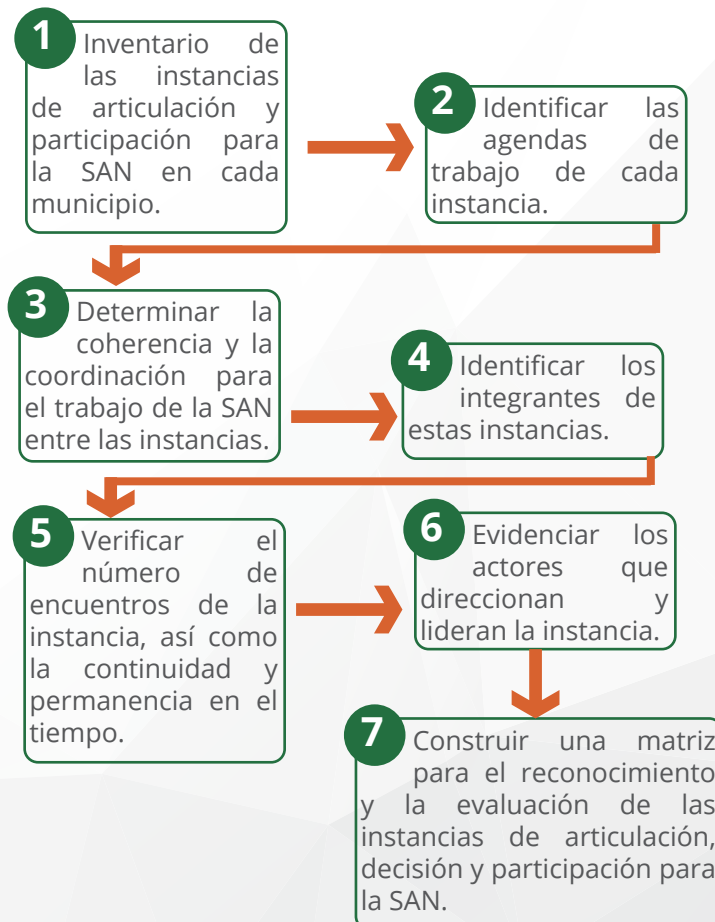 1
Inventario de
las instancias
de articulación y
participación para
la SAN en cada
municipio.
2
Identificar las
agendas de
trabajo de cada
instancia.
3
Determinar la
coherencia y la
coordinación para
el trabajo de la SAN
entre las instancias.
4
Identificar los
integrantes de
estas instancias.
5
Verificar el
número de
encuentros de la
instancia, así como
la continuidad y
permanencia en el
tiempo.
6
Evidenciar los
actores que
direccionan y
lideran la instancia.
7
Construir una matriz
para el reconocimiento
y la evaluación de las
instancias de articulación,
decisión y participación para
la SAN.